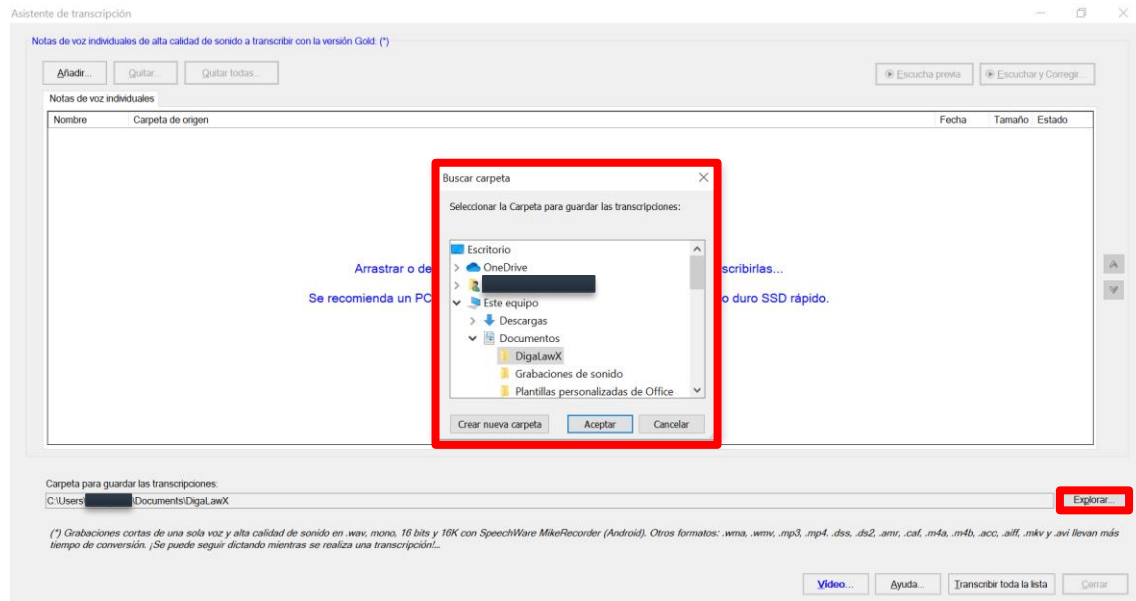 Asistente de transcripción
Notas de voz individuales de alta calidad de sonido a transcribir con la versión Gold: (*)
Añadir... Quitar... Quitar todas... Escucha previa Escuchar y Corregir...
Notas de voz individuales
Nombre Carpeta de origen Fecha Tamaño Estado
Buscar carpeta
Seleccionar la Carpeta para guardar las transcripciones:
Escritorio
OneDrive
Este equipo
Descargas
Documentos
DigaLawX
Grabaciones de sonido
Plantillas personalizadas de Office
Crear nueva carpeta Aceptar Cancelar
Arrastrar o de scribirlas...
Se recomienda un PC o duro SSD rápido.
Carpeta para guardar las transcripciones:
C:\Users\ \Documents\DigaLawX Explorar...
(*) Grabaciones cortas de una sola voz y alta calidad de sonido en .wav, mono, 16 bits y 16K con SpeechWare MikeRecorder (Android). Otros formatos: .wma, .wmv, .mp3, .mp4. .dss, .ds2, .amr, .caf, .m4a, .m4b, .acc, .aiff, .mkv y .avi llevan más
tiempo de conversión. ¡Se puede seguir dictando mientras se realiza una transcripción!...
Vídeo... Ayuda... Transcribir toda la lista Cerrar